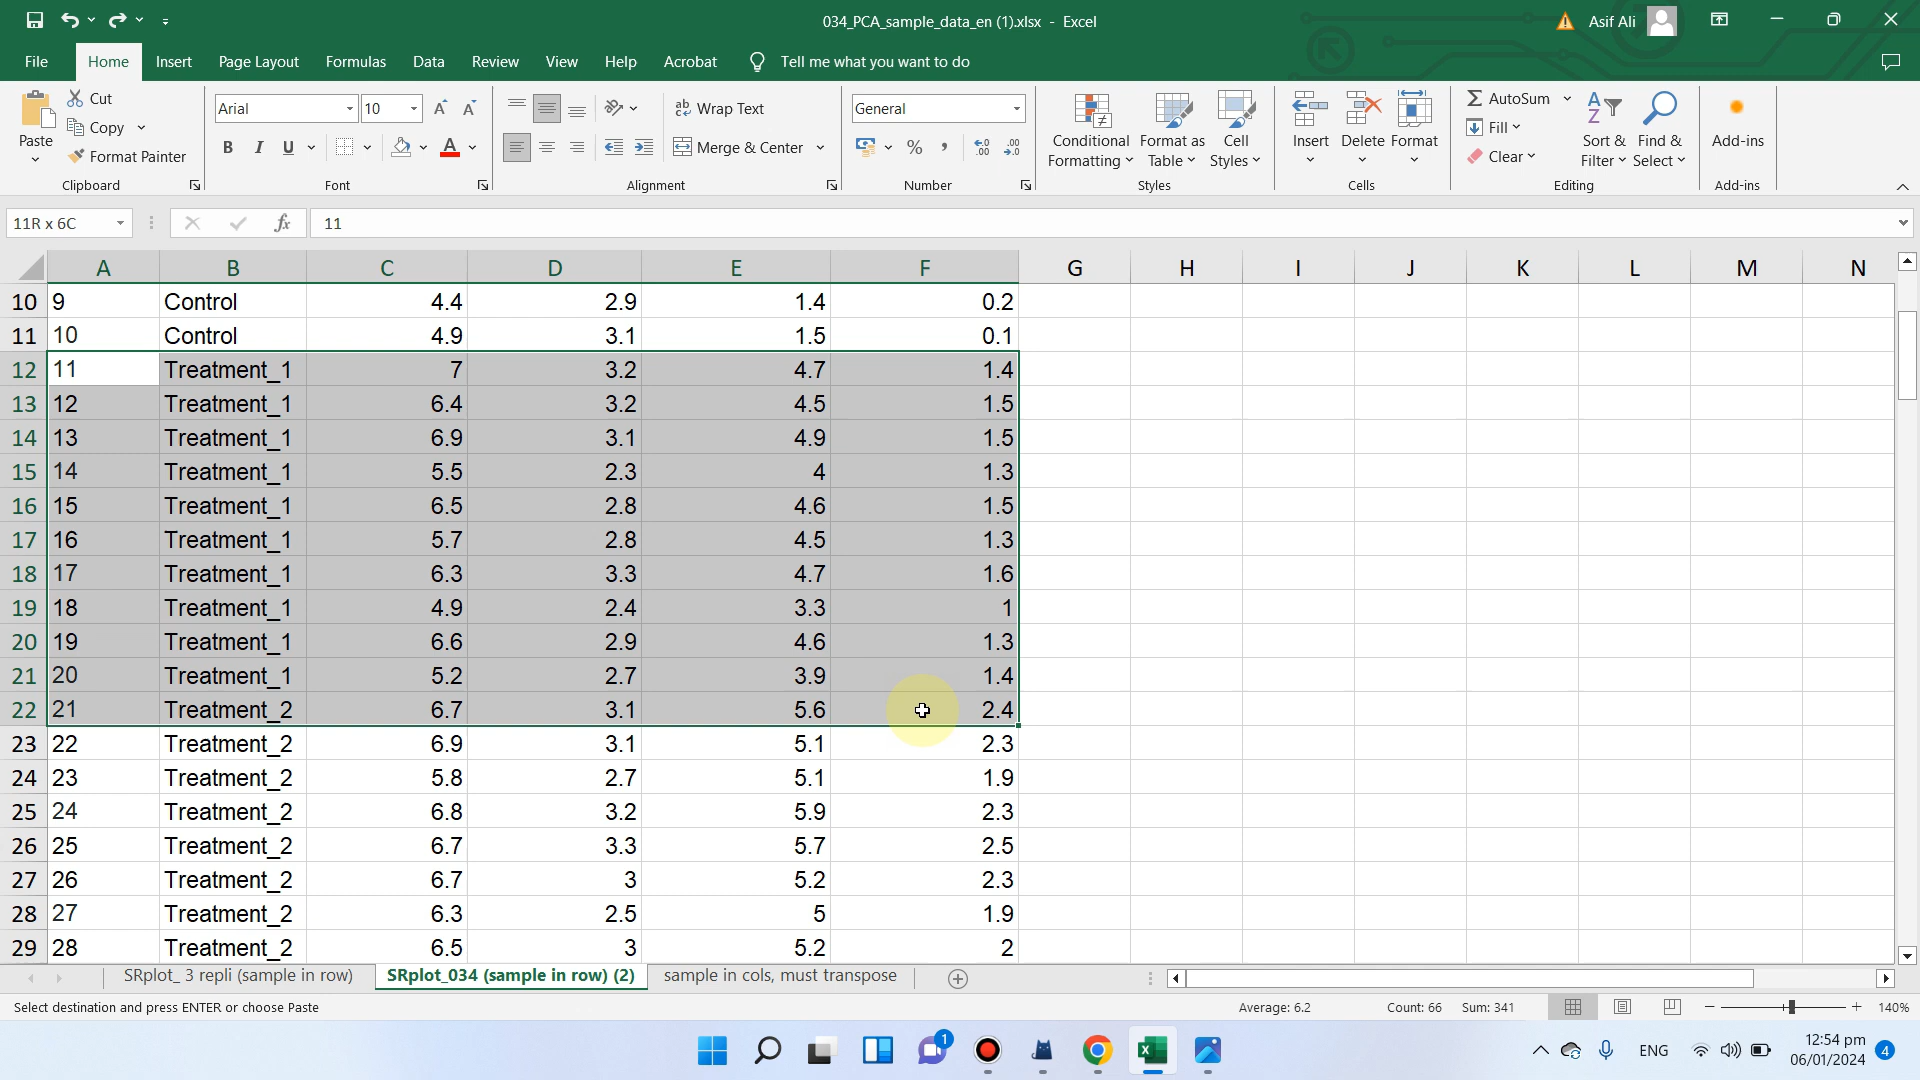 034_PCA_sample_data_en (1).xlsx - Excel
Asif Ali
File Home Insert Page Layout Formulas Data Review View Help Acrobat Tell me what you want to do
Paste
Cut
Copy
Format Painter
Clipboard
Arial 10
B I U
Font
Wrap Text
Merge & Center
Alignment
General
% ,
Number
Conditional Formatting
Format as Table
Cell Styles
Styles
Insert Delete Format
Cells
AutoSum
Fill
Clear
Sort & Filter
Find & Select
Editing
Add-ins
Add-ins
11R x 6C fx 11
A B C D E F G H I J K L M N
10 9 Control 4.4 2.9 1.4 0.2
11 10 Control 4.9 3.1 1.5 0.1
12 11 Treatment_1 7 3.2 4.7 1.4
13 12 Treatment_1 6.4 3.2 4.5 1.5
14 13 Treatment_1 6.9 3.1 4.9 1.5
15 14 Treatment_1 5.5 2.3 4 1.3
16 15 Treatment_1 6.5 2.8 4.6 1.5
17 16 Treatment_1 5.7 2.8 4.5 1.3
18 17 Treatment_1 6.3 3.3 4.7 1.6
19 18 Treatment_1 4.9 2.4 3.3 1
20 19 Treatment_1 6.6 2.9 4.6 1.3
21 20 Treatment_1 5.2 2.7 3.9 1.4
22 21 Treatment_2 6.7 3.1 5.6 2.4
23 22 Treatment_2 6.9 3.1 5.1 2.3
24 23 Treatment_2 5.8 2.7 5.1 1.9
25 24 Treatment_2 6.8 3.2 5.9 2.3
26 25 Treatment_2 6.7 3.3 5.7 2.5
27 26 Treatment_2 6.7 3 5.2 2.3
28 27 Treatment_2 6.3 2.5 5 1.9
29 28 Treatment_2 6.5 3 5.2 2
SRplot_ 3 repli (sample in row) SRplot_034 (sample in row) (2) sample in cols, must transpose
Select destination and press ENTER or choose Paste Average: 6.2 Count: 66 Sum: 341 140%
1 ENG 12:54 pm 4
06/01/2024